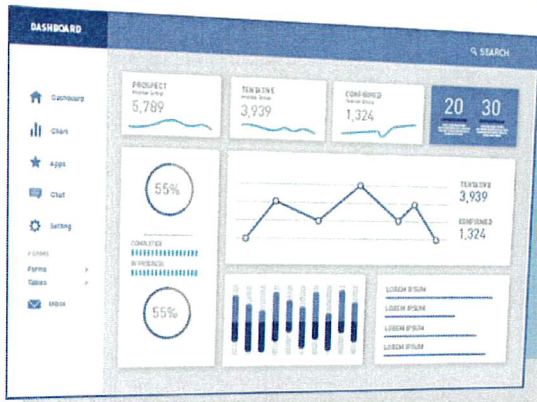 DASHBOARD
SEARCH
Dashboard
Chart
Apps
Chat
Setting
FORMS
Forms
Tables
Inbox
PROSPECT
5,789
TENTATIVE
3,939
CONFIRMED
1,324
20 30
55%
COMPLETED
IN PROGRESS
55%
TENTATIVE
3,939
CONFIRMED
1,324
LOREM IPSUM
LOREM IPSUM
LOREM IPSUM
LOREM IPSUM